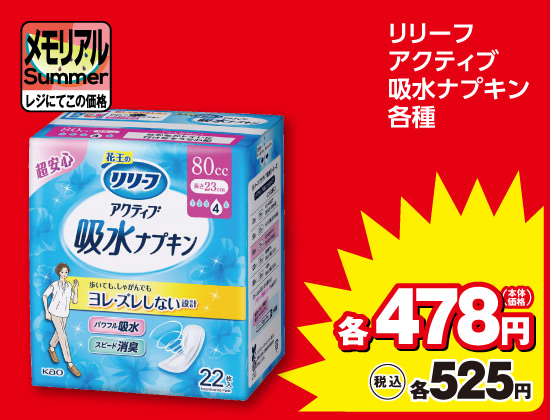 メモリアル
Summer
レジにてこの価格
リリーフ
アクティブ
吸水ナプキン
各種
80cc
超安心
花王の
リリーフ
80cc
長さ23cm
4
アクティブ
吸水ナプキン
歩いても、しゃがんでも
ヨレ・ズレしない設計
パワフル吸水
スピード消臭
Kao
22枚入
各478円(本体価格)
税込 各525円